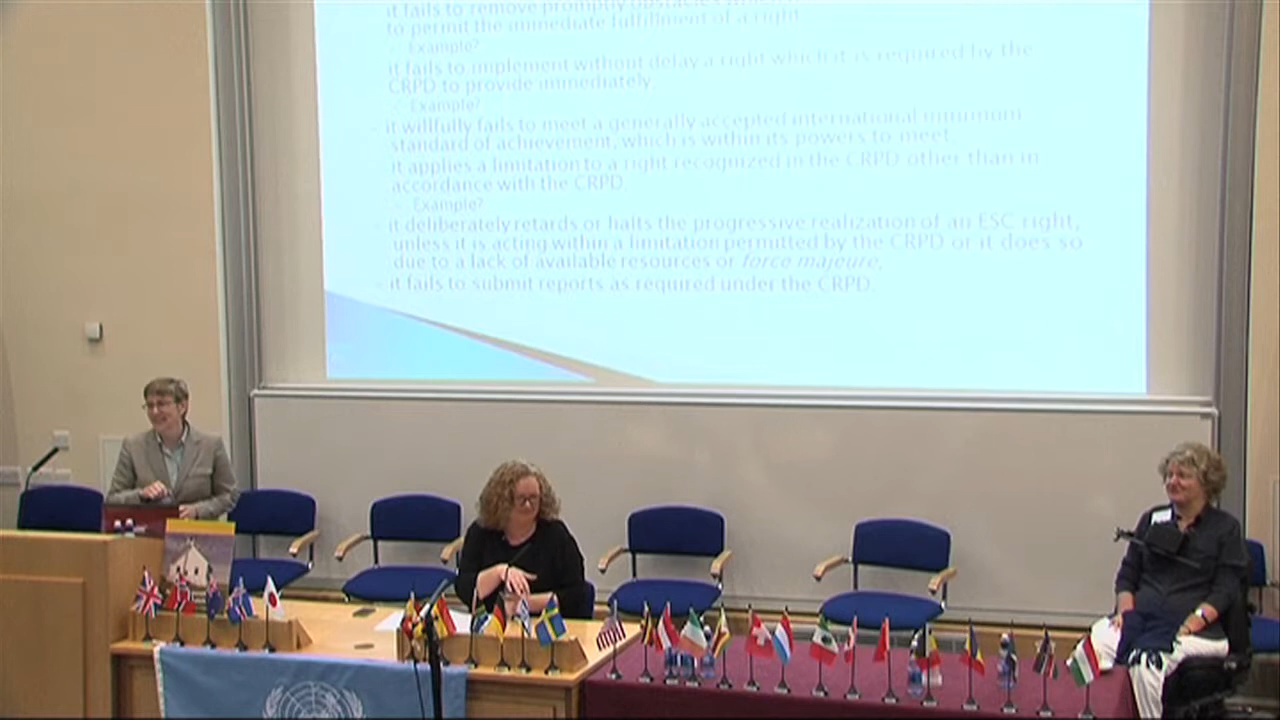 it fails to remove promptly obstacles which
to permit the immediate fulfillment of a right.
- Example?
it fails to implement without delay a right which it is required by the
CRPD to provide immediately;
- Example?
it willfully fails to meet a generally accepted international minimum
standard of achievement, which is within its powers to meet.
it applies a limitation to a right recognized in the CRPD other than in
accordance with the CRPD.
- Example?
it deliberately retards or halts the progressive realization of an ESC right,
unless it is acting within a limitation permitted by the CRPD or it does so
due to a lack of available resources or force majeure;
it fails to submit reports as required under the CRPD.